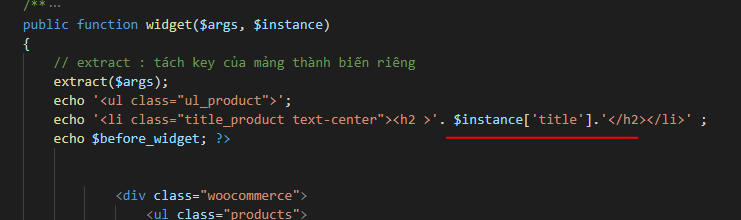 /** ...
public function widget($args, $instance)
{
// extract : tách key của mảng thành biến riêng
extract($args);
echo '<ul class="ul_product">';
echo '<li class="title_product text-center"><h2 >'. $instance['title'].'</h2></li>' ;
echo $before_widget; ?>
<div class="woocommerce">
<ul class="products">